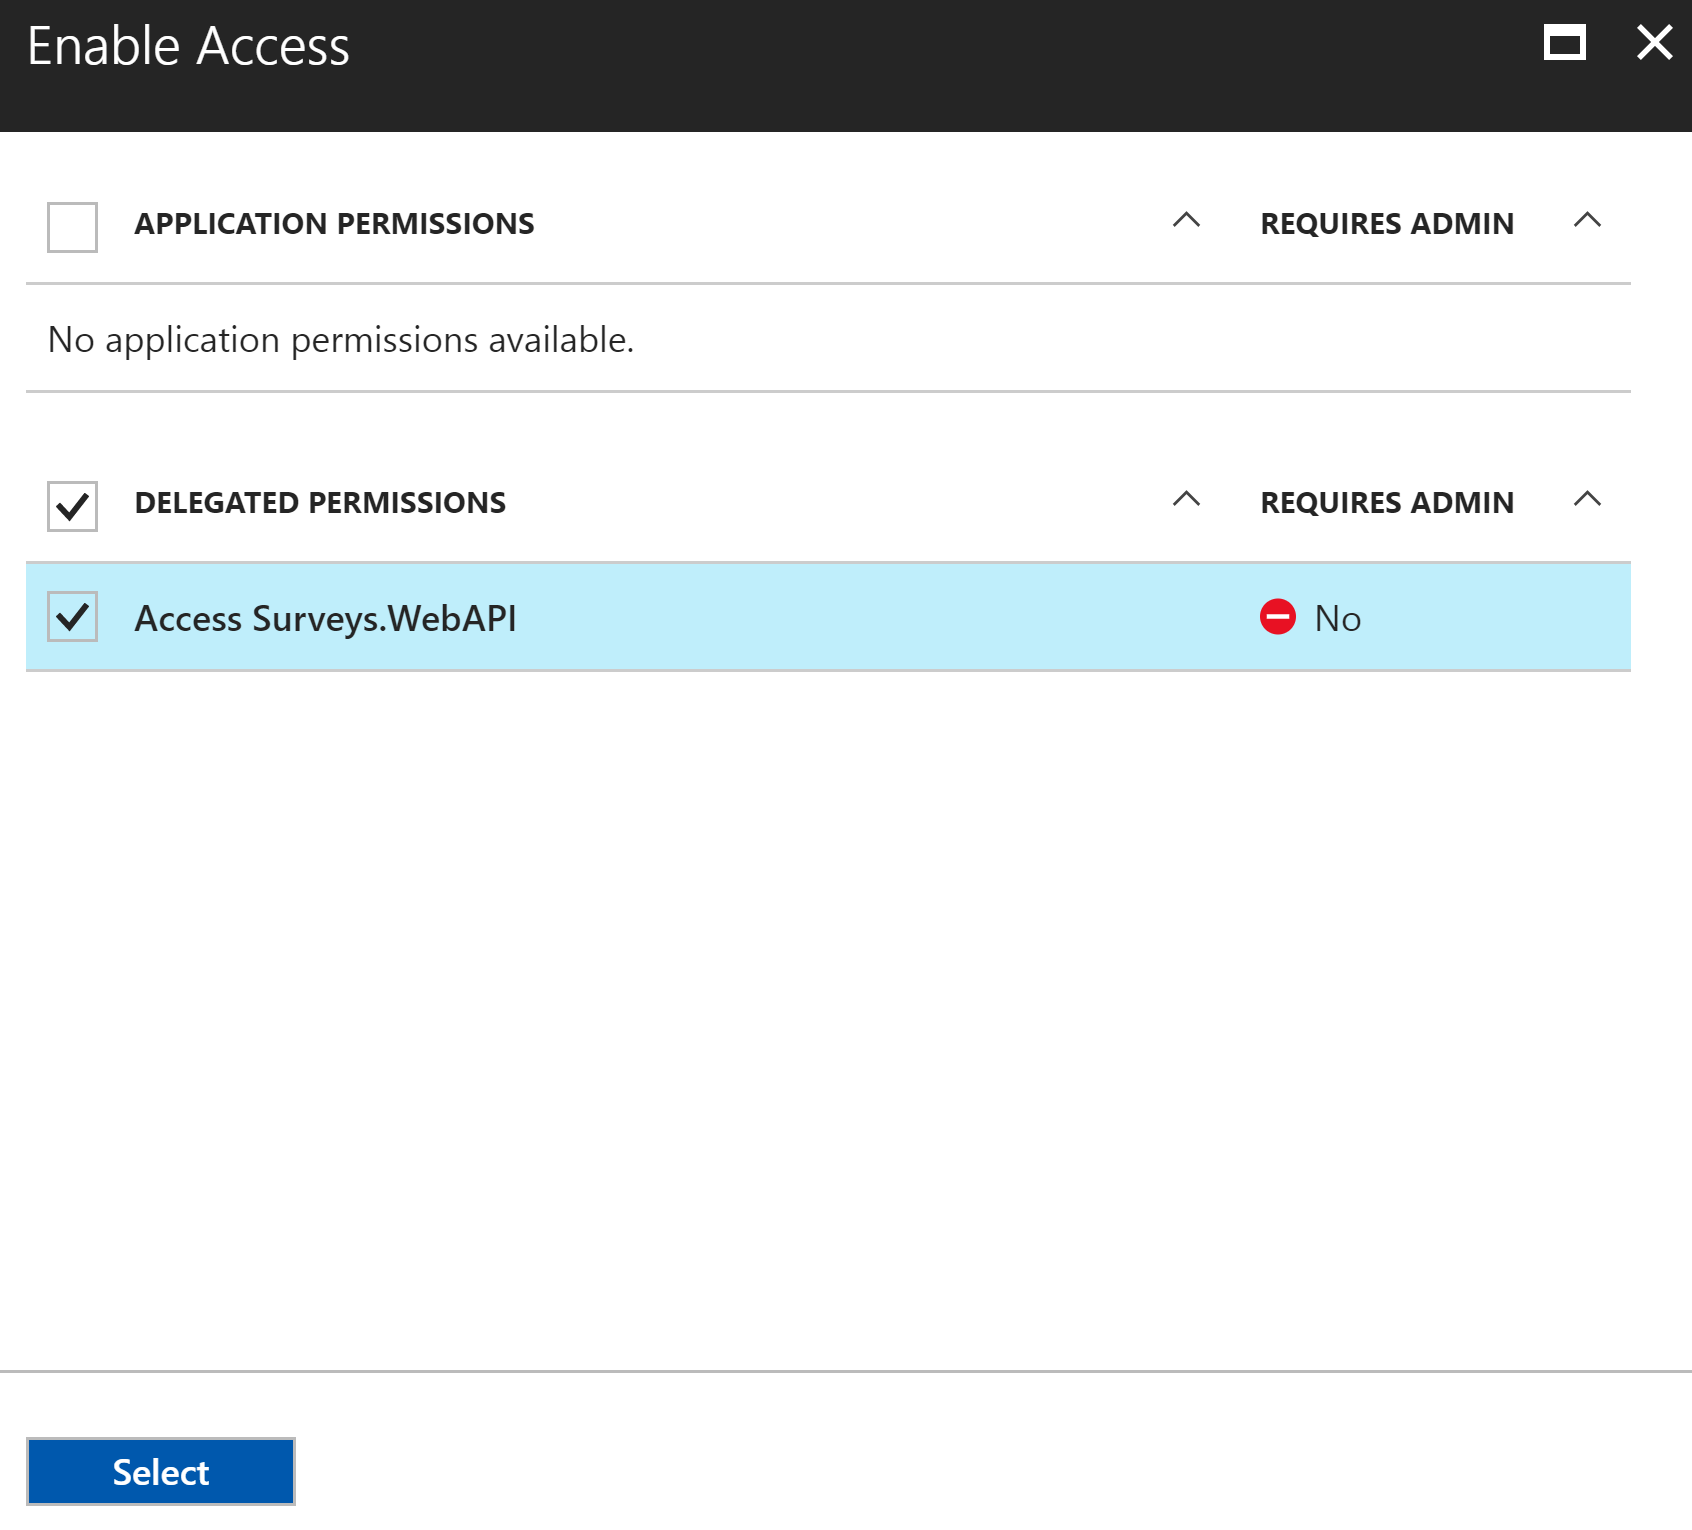 Enable Access
APPLICATION PERMISSIONS REQUIRES ADMIN
No application permissions available.
DELEGATED PERMISSIONS REQUIRES ADMIN
Access Surveys.WebAPI No
Select